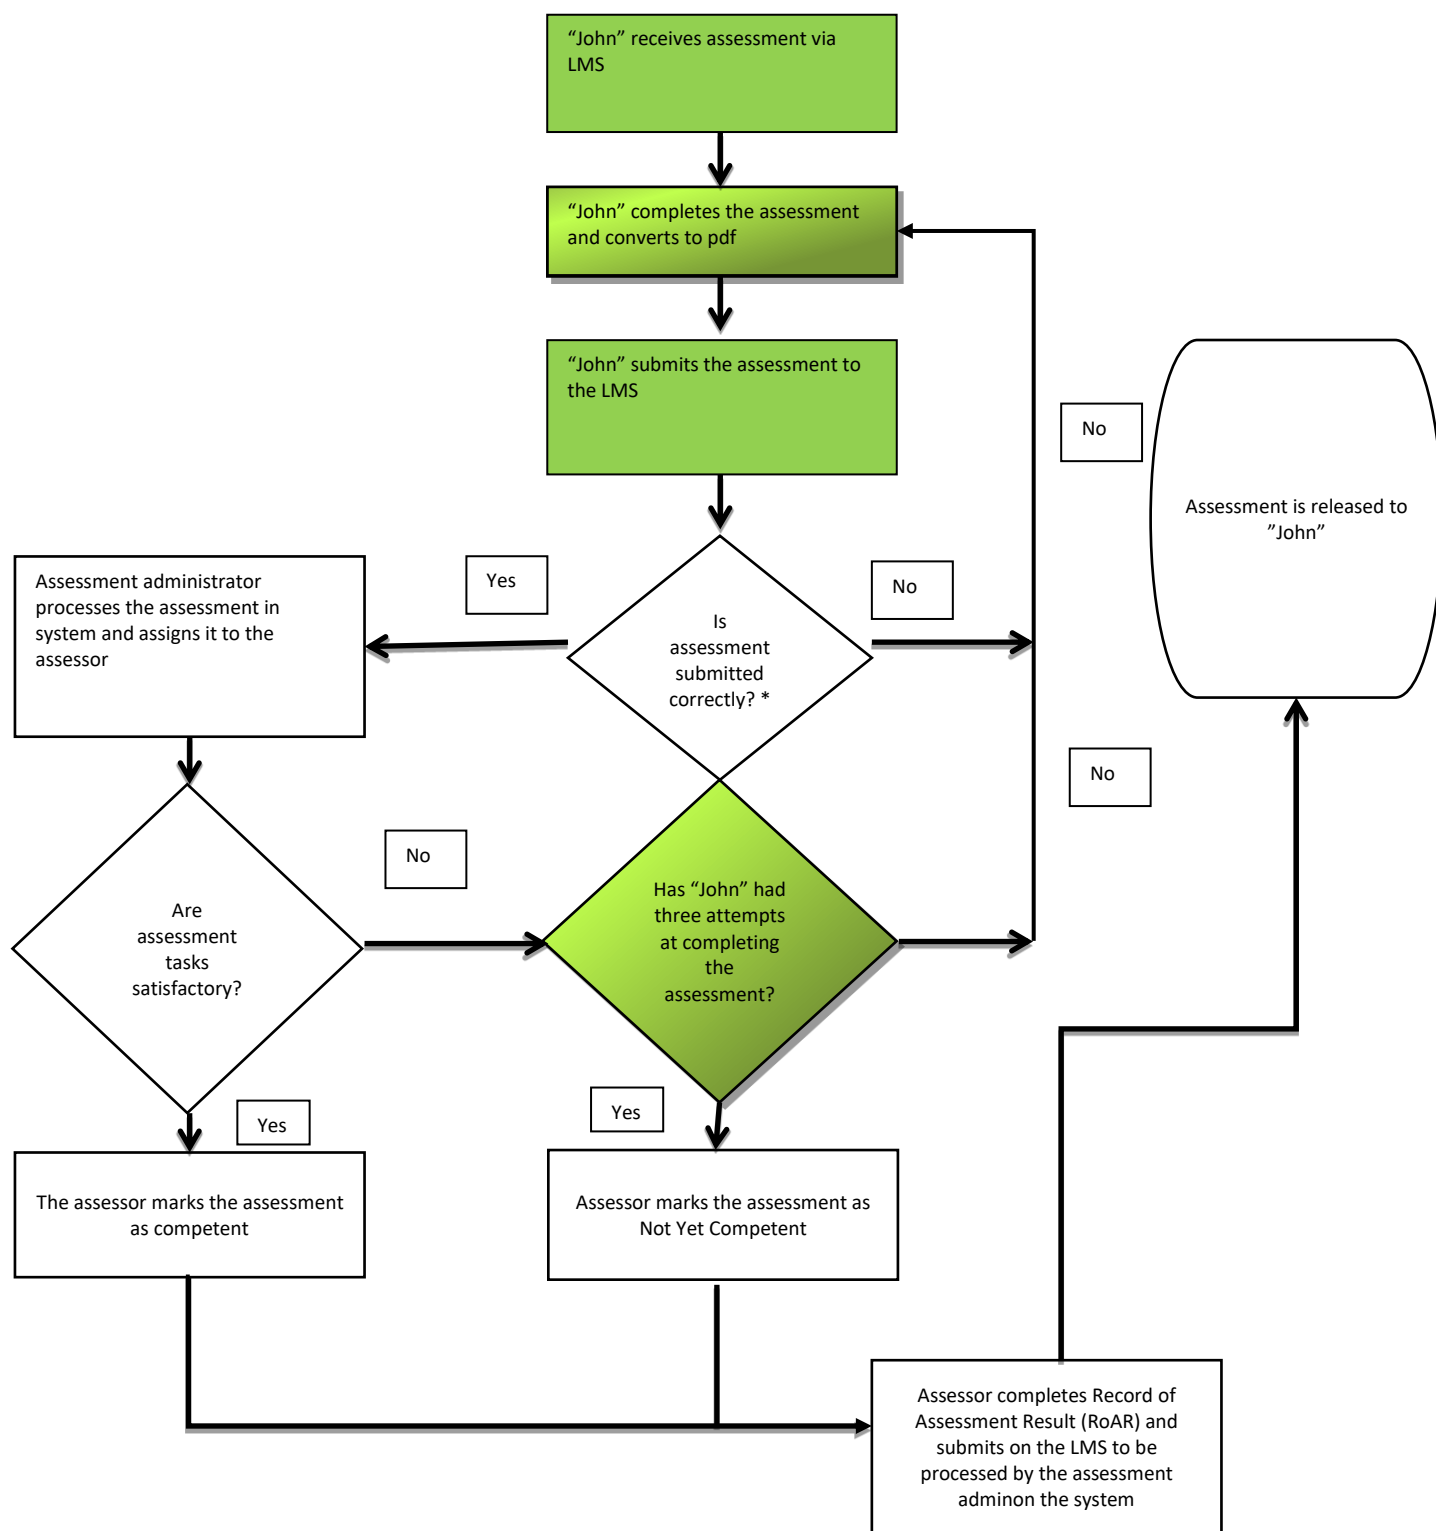 “John” receives assessment via
LMS
“John” completes the assessment
and converts to pdf
“John” submits the assessment to
the LMS
No
Assessment is released to
”John”
Assessment administrator
processes the assessment in
system and assigns it to the
assessor
Yes
No
Is
assessment
submitted
correctly? *
No
No
Are
assessment
tasks
satisfactory?
Has “John” had
three attempts
at completing
the
assessment?
Yes
Yes
The assessor marks the assessment
as competent
Assessor marks the assessment as
Not Yet Competent
Assessor completes Record of
Assessment Result (RoAR) and
submits on the LMS to be
processed by the assessment
adminon the system